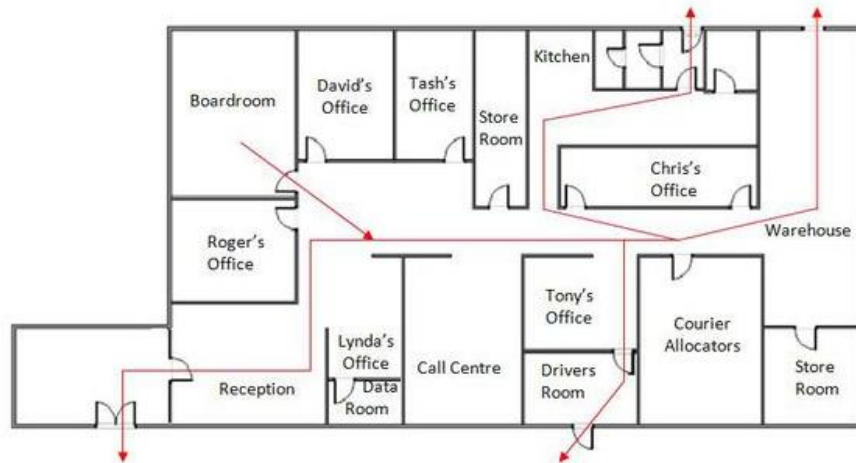 Boardroom
David's
Office
Tash's
Office
Store
Room
Kitchen
Chris's
Office
Roger's
Office
Warehouse
Lynda's
Office
Data
Room
Reception
Call Centre
Tony's
Office
Drivers
Room
Courier
Allocators
Store
Room